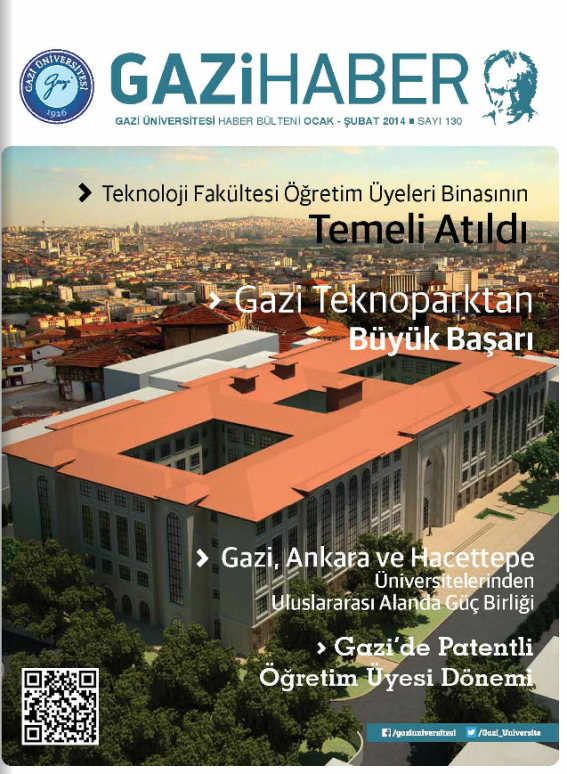 GAZİ ÜNİVERSİTESİ
Gazi
1926
GAZiHABER
GAZİ ÜNİVERSİTESİ HABER BÜLTENİ OCAK - ŞUBAT 2014 ■ SAYI 130
Teknoloji Fakültesi Öğretim Üyeleri Binasının
Temeli Atıldı
Gazi Teknoparktan
Büyük Başarı
Gazi, Ankara ve Hacettepe
Üniversitelerinden
Uluslararası Alanda Güç Birliği
Gazi'de Patentli
Öğretim Üyesi Dönemi
/gaziuniversitesi /Gazi_Universite